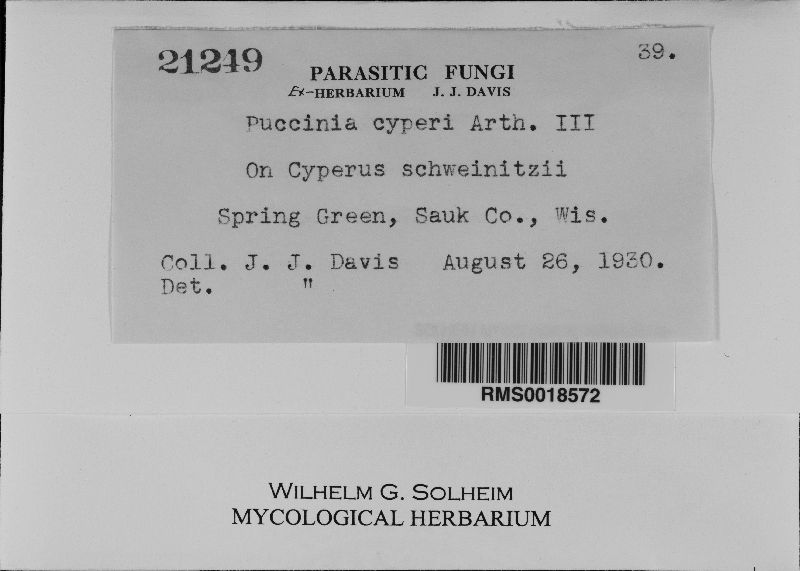 21249
39.
PARASITIC FUNGI
Ex-HERBARIUM J. J. DAVIS
Puccinia cyperi Arth. III
On Cyperus schweinitzii
Spring Green, Sauk Co., Wis.
Coll. J. J. Davis August 26, 1930.
Det. "
RMS0018572
WILHELM G. SOLHEIM
MYCOLOGICAL HERBARIUM